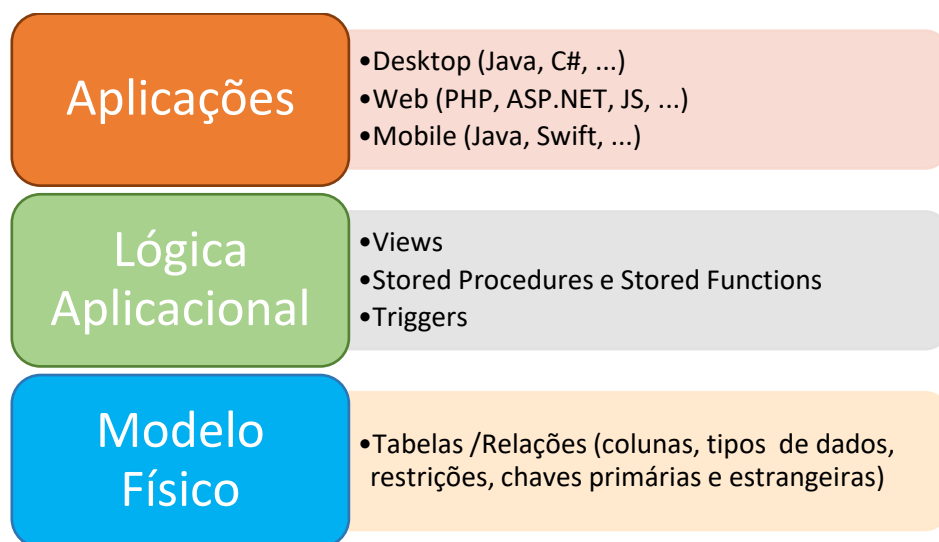 Aplicações
•Desktop (Java, C#, ...)
•Web (PHP, ASP.NET, JS, ...)
•Mobile (Java, Swift, ...)
Lógica
Aplicacional
•Views
•Stored Procedures e Stored Functions
•Triggers
Modelo
Físico
•Tabelas /Relações (colunas, tipos de dados,
restrições, chaves primárias e estrangeiras)